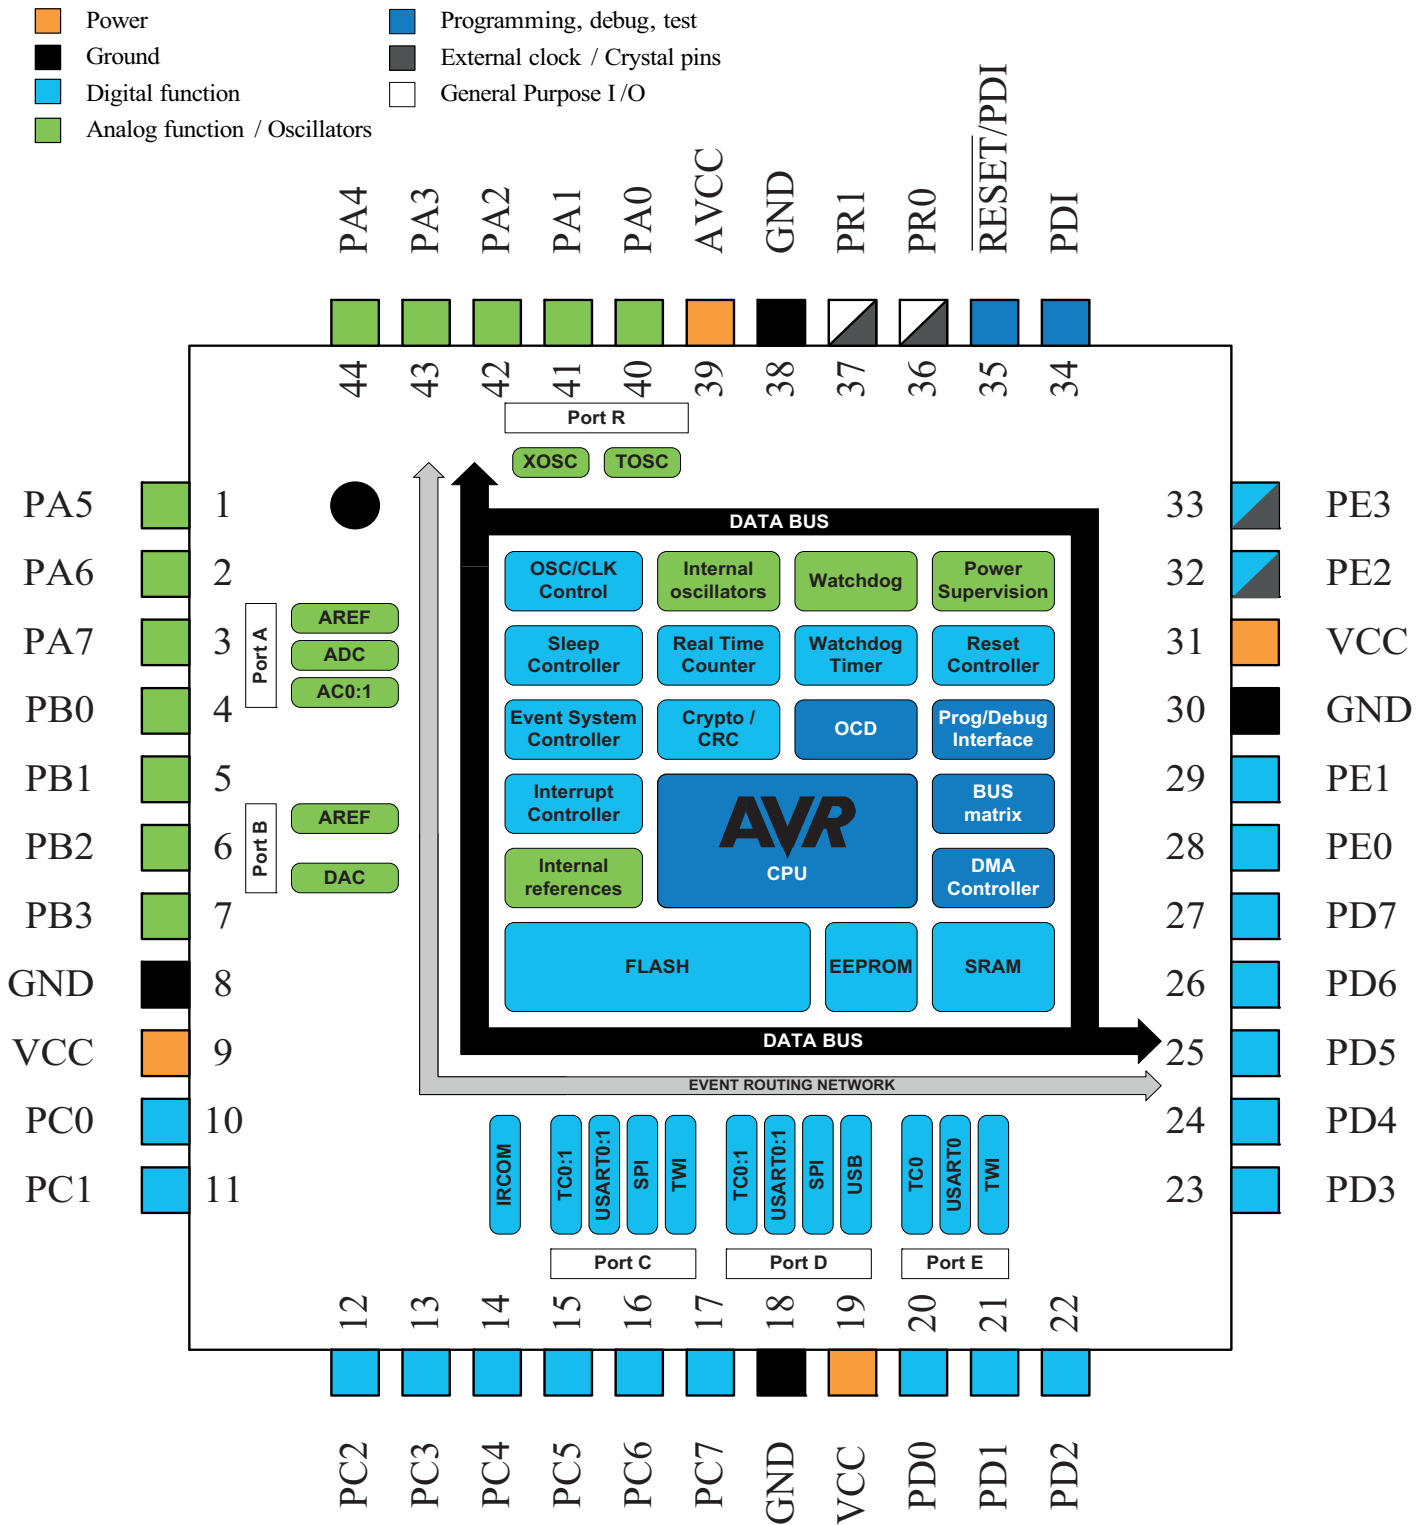 Power
Ground
Digital function
Analog function / Oscillators
Programming, debug, test
External clock / Crystal pins
General Purpose I/O
PA4
PA3
PA2
PA1
PA0
AVCC
GND
PR1
PR0
RESET/PDI
PDI
44
43
42
41
40
39
38
37
36
35
34
Port R
XOSC
TOSC
PA5
1
PA6
2
PA7
3
PB0
4
PB1
5
PB2
6
PB3
7
GND
8
VCC
9
PC0
10
PC1
11
Port A
AREF
ADC
AC0:1
Port B
AREF
DAC
DATA BUS
OSC/CLK
Control
Internal
oscillators
Watchdog
Power
Supervision
Sleep
Controller
Real Time
Counter
Watchdog
Timer
Reset
Controller
Event System
Controller
Crypto /
CRC
OCD
Prog/Debug
Interface
Interrupt
Controller
AVR
CPU
BUS
matrix
Internal
references
DMA
Controller
FLASH
EEPROM
SRAM
DATA BUS
EVENT ROUTING NETWORK
33
PE3
32
PE2
31
VCC
30
GND
29
PE1
28
PE0
27
PD7
26
PD6
25
PD5
24
PD4
23
PD3
IRCOM
TC0:1
USART0:1
SPI
TWI
TC0:1
USART0:1
SPI
USB
TC0
USART0
TWI
Port C
Port D
Port E
12
13
14
15
16
17
18
19
20
21
22
PC2
PC3
PC4
PC5
PC6
PC7
GND
VCC
PD0
PD1
PD2